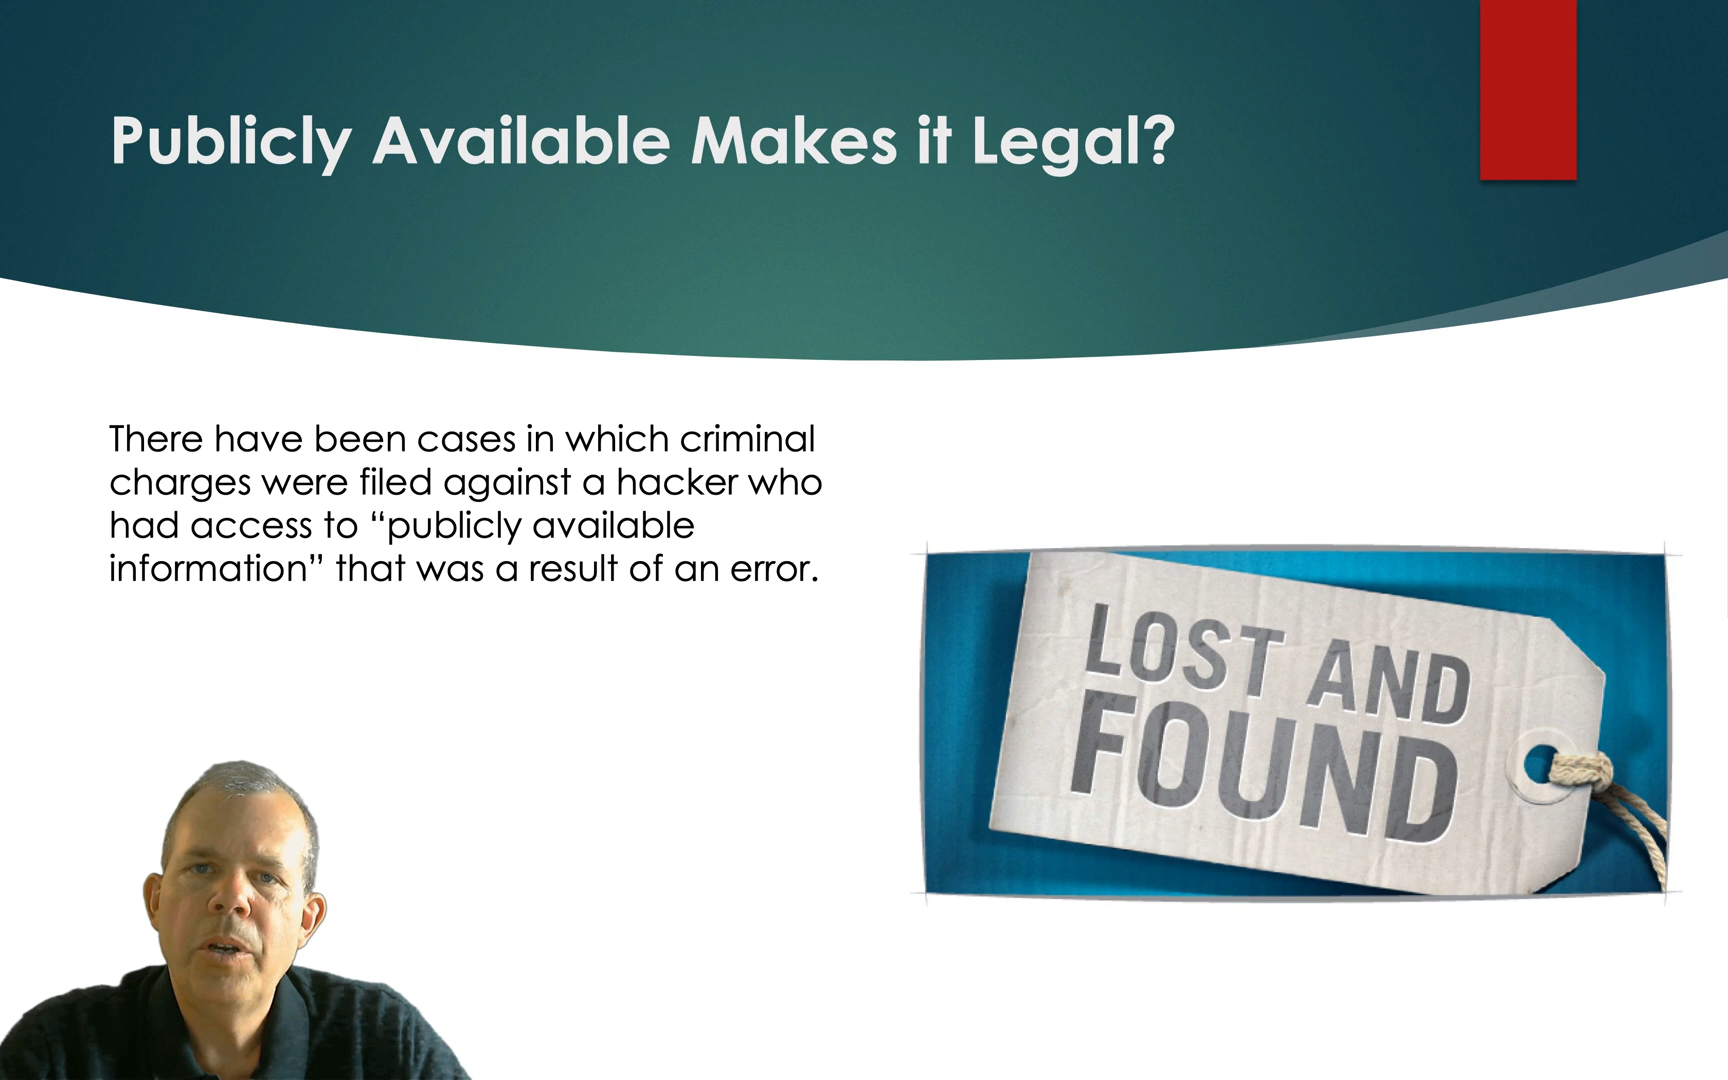 Publicly Available Makes it Legal?
There have been cases in which criminal
charges were filed against a hacker who
had access to “publicly available
information” that was a result of an error.
LOST AND
FOUND